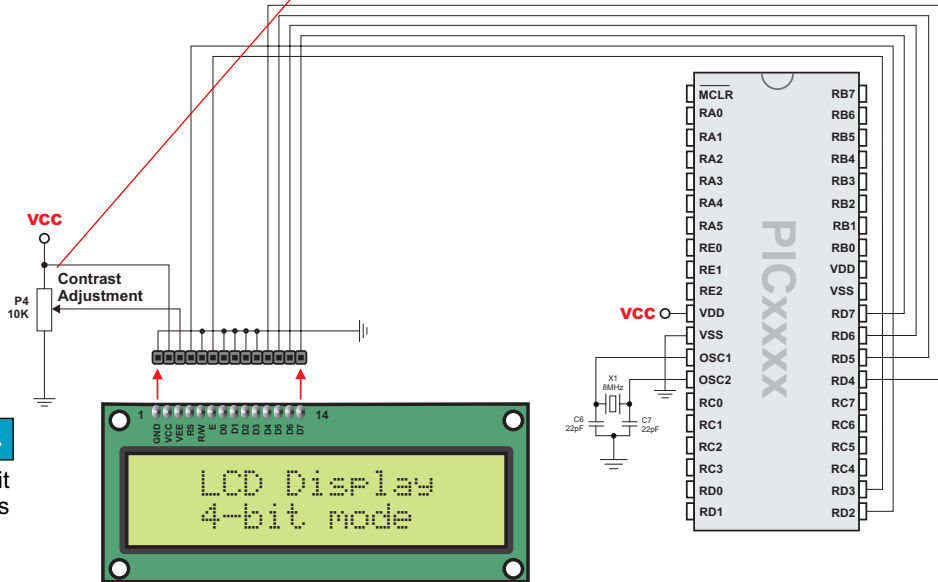 VCC
P4
10K
Contrast
Adjustment
1
14
GND
VCC
VEE
RS
R/W
E
D0
D1
D2
D3
D4
D5
D6
D7
LCD Display
4-bit mode
it
s
VCC
X1
8MHz
C6
22pF
C7
22pF
MCLR
RA0
RA1
RA2
RA3
RA4
RA5
RE0
RE1
RE2
VDD
VSS
OSC1
OSC2
RC0
RC1
RC2
RC3
RD0
RD1
PICXXXX
RB7
RB6
RB5
RB4
RB3
RB2
RB1
RB0
VDD
VSS
RD7
RD6
RD5
RD4
RC7
RC6
RC5
RC4
RD3
RD2